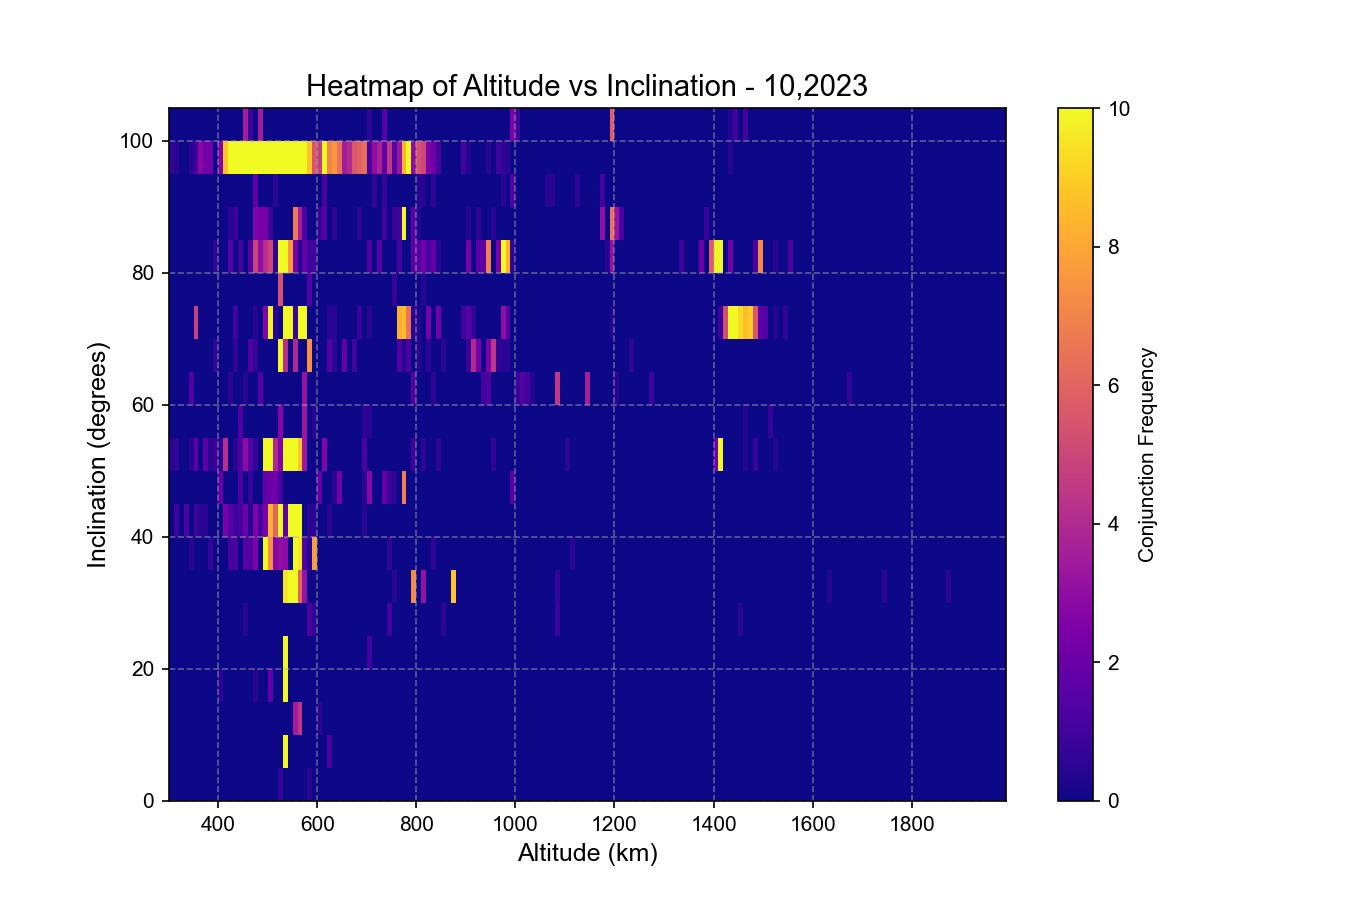 Heatmap of Altitude vs Inclination - 10,2023
Inclination (degrees)
100
80
60
40
20
0
400 600 800 1000 1200 1400 1600 1800
Altitude (km)
10
8
6
4
2
0
Conjunction Frequency